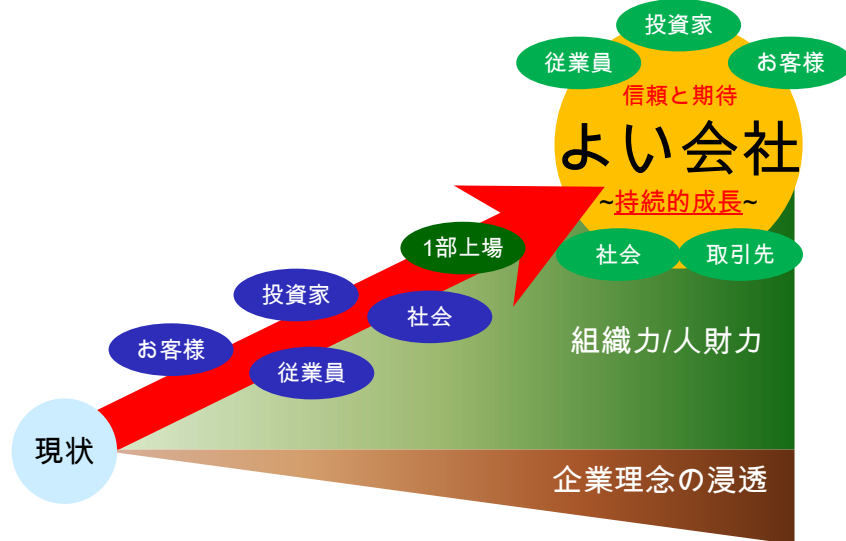 投資家
従業員
お客様
信頼と期待
よい会社
~持続的成長~
社会
取引先
1部上場
投資家
社会
お客様
従業員
組織力/人財力
現状
企業理念の浸透